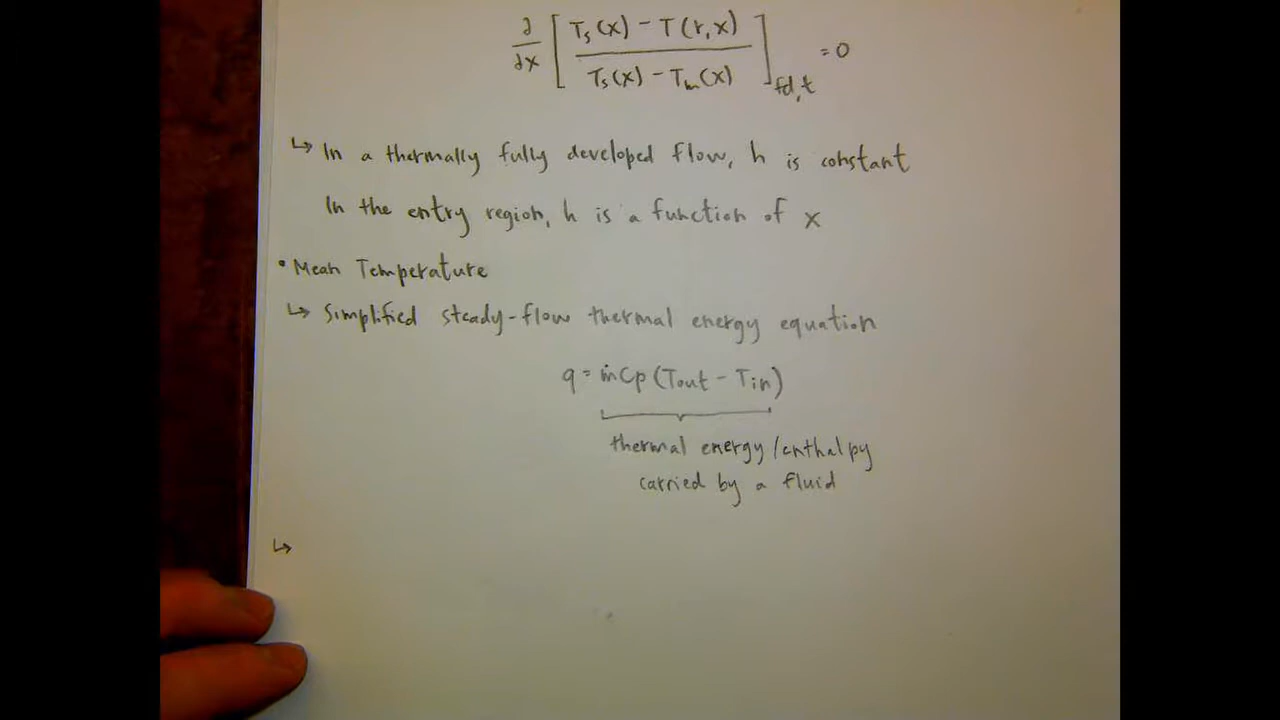 ∂/∂x [ (Ts(x) - T(r,x)) / (Ts(x) - Tm(x)) ]fd,t = 0
↳ In a thermally fully developed flow, h is constant
In the entry region, h is a function of x
• Mean Temperature
↳ Simplified steady-flow thermal energy equation
q = ṁCp(Tout - Tin)
thermal energy/enthalpy
carried by a fluid
↳